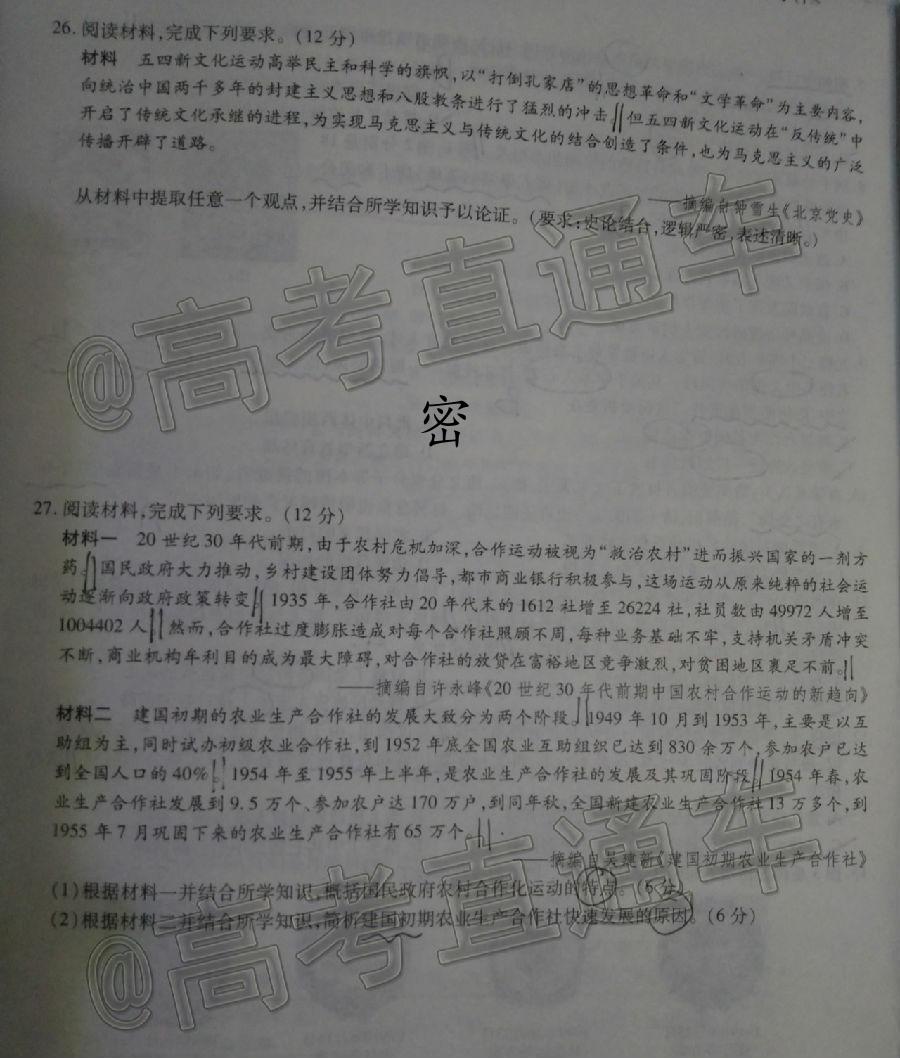 26. 阅读材料,完成下列要求。(12 分)
材料 五四新文化运动高举民主和科学的旗帜,以“打倒孔家店”的思想革命和“文学革命”为主要内容,
向统治中国两千多年的封建主义思想和八股教条进行了猛烈的冲击。但五四新文化运动在“反传统”中
开启了传统文化承继的进程,为实现马克思主义与传统文化的结合创造了条件,也为马克思主义的广泛
传播开辟了道路。
——摘编自钟雪生《北京党史》
从材料中提取任意一个观点,并结合所学知识予以论证。(要求:史论结合,逻辑严密,表述清晰。)
@高考直通车
密
27. 阅读材料,完成下列要求。(12 分)
材料一 20 世纪 30 年代前期,由于农村危机加深,合作运动被视为“救治农村”进而振兴国家的一剂方
药。国民政府大力推动,乡村建设团体努力倡导,都市商业银行积极参与,这场运动从原来纯粹的社会运
动逐渐向政府政策转变。1935 年,合作社由 20 年代末的 1612 社增至 26224 社,社员数由 49972 人增至
1004402 人。然而,合作社过度膨胀造成对每个合作社照顾不周,每种业务基础不牢,支持机关矛盾冲突
不断,商业机构牟利目的成为最大障碍,对合作社的放贷在富裕地区竞争激烈,对贫困地区裹足不前。
——摘编自许永峰《20 世纪 30 年代前期中国农村合作运动的新趋向》
材料二 建国初期的农业生产合作社的发展大致分为两个阶段。1949 年 10 月到 1953 年,主要是以互
助组为主,同时试办初级农业合作社,到 1952 年底全国农业互助组织已达到 830 余万个,参加农户已达
到全国人口的 40%。1954 年至 1955 年上半年,是农业生产合作社的发展及其巩固阶段。1954 年春,农
业生产合作社发展到 9.5 万个、参加农户达 170 万户,到同年秋,全国新建农业生产合作社 13 万多个,到
1955 年 7 月巩固下来的农业生产合作社有 65 万个。
——摘编自吴建新《建国初期农业生产合作社》
(1)根据材料一并结合所学知识,概括国民政府农村合作化运动的特点。(6 分)
(2)根据材料二并结合所学知识,简析建国初期农业生产合作社快速发展的原因。(6 分)
@高考直通车